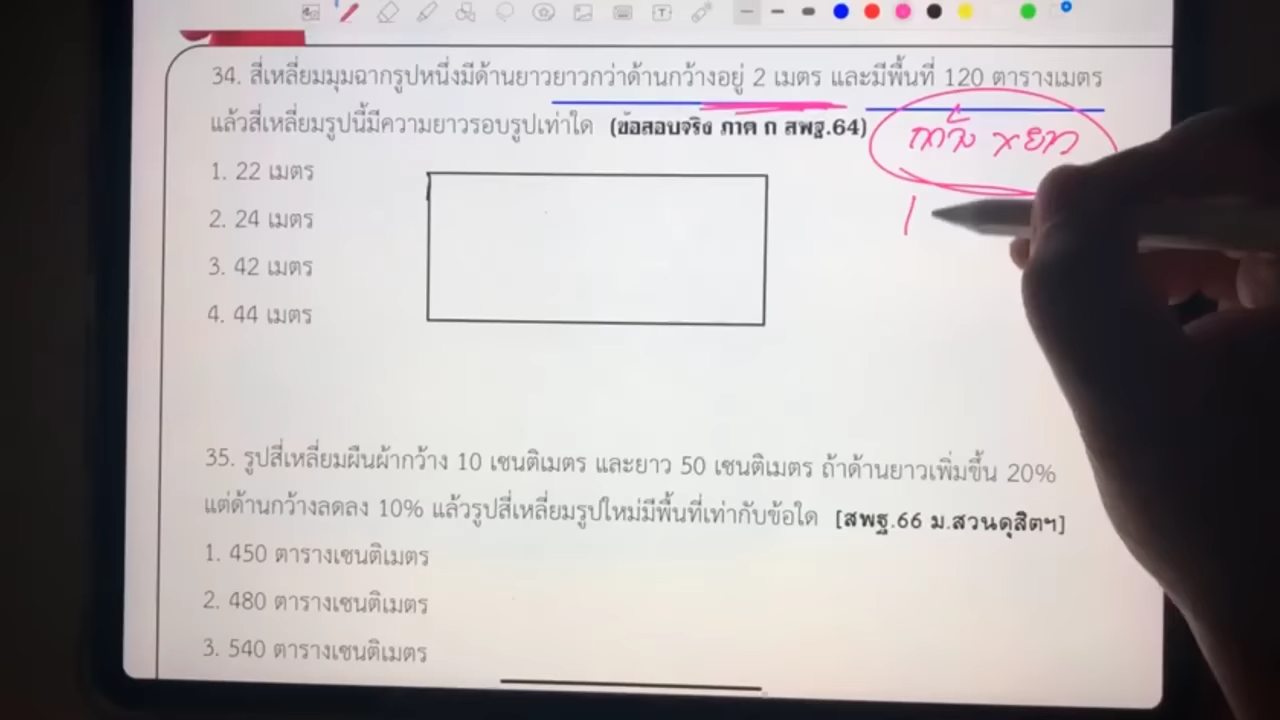 34. สี่เหลี่ยมมุมฉากรูปหนึ่งมีด้านยาวยาวกว่าด้านกว้างอยู่ 2 เมตร และมีพื้นที่ 120 ตารางเมตร
แล้วสี่เหลี่ยมรูปนี้มีความยาวรอบรูปเท่าใด (ข้อสอบจริง ภาค ก สพฐ.64)
กว้าง x ยาว
1. 22 เมตร
2. 24 เมตร
3. 42 เมตร
4. 44 เมตร
35. รูปสี่เหลี่ยมผืนผ้ากว้าง 10 เซนติเมตร และยาว 50 เซนติเมตร ถ้าด้านยาวเพิ่มขึ้น 20%
แต่ด้านกว้างลดลง 10% แล้วรูปสี่เหลี่ยมรูปใหม่มีพื้นที่เท่ากับข้อใด [สพฐ.66 ม.สวนดุสิตฯ]
1. 450 ตารางเซนติเมตร
2. 480 ตารางเซนติเมตร
3. 540 ตารางเซนติเมตร